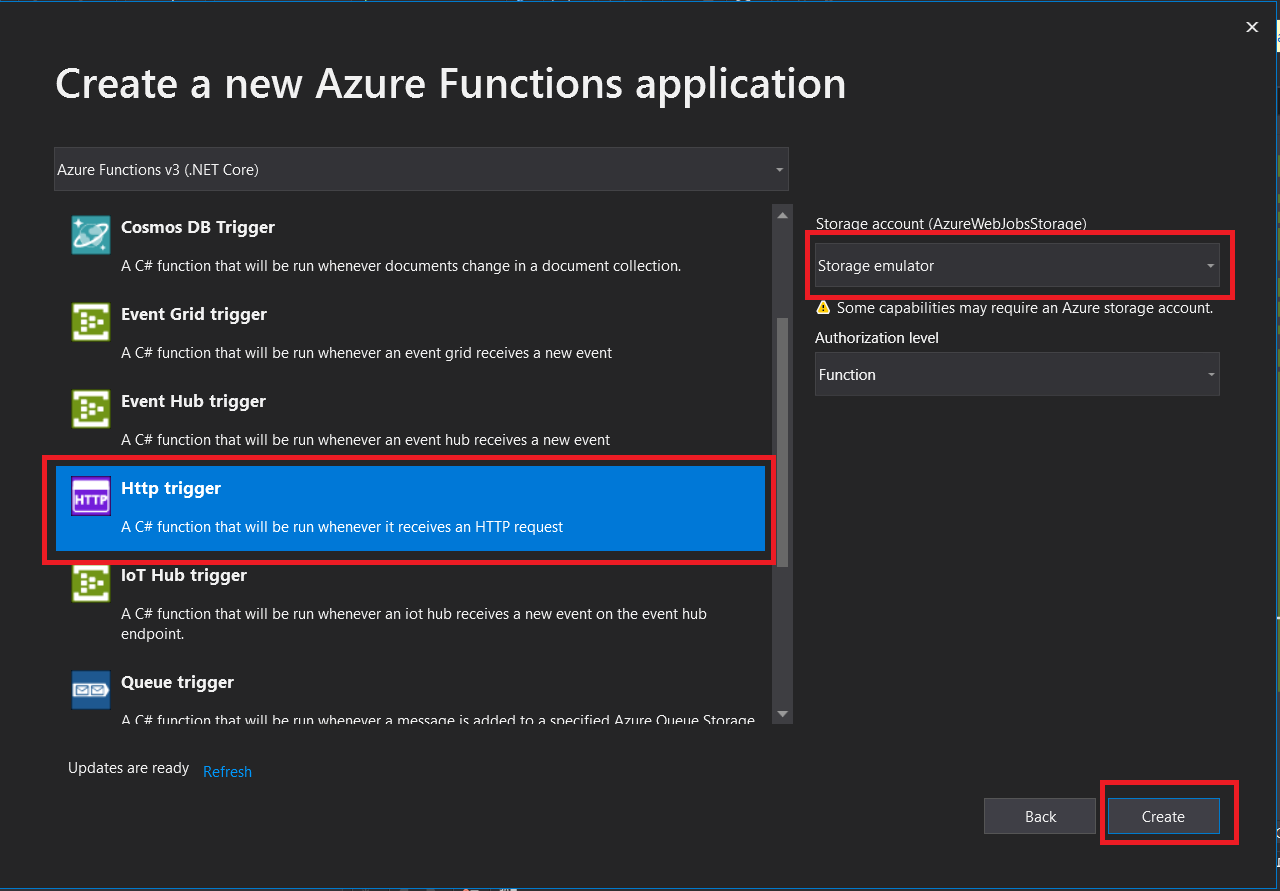 Create a new Azure Functions application
Azure Functions v3 (.NET Core)
Cosmos DB Trigger
A C# function that will be run whenever documents change in a document collection.
Event Grid trigger
A C# function that will be run whenever an event grid receives a new event
Event Hub trigger
A C# function that will be run whenever an event hub receives a new event
HTTP
Http trigger
A C# function that will be run whenever it receives an HTTP request
IoT Hub trigger
A C# function that will be run whenever an iot hub receives a new event on the event hub
endpoint.
Queue trigger
A C# function that will be run whenever a message is added to a specified Azure Queue Storage
Storage account (AzureWebJobsStorage)
Storage emulator
Some capabilities may require an Azure storage account.
Authorization level
Function
Updates are ready
Refresh
Back
Create